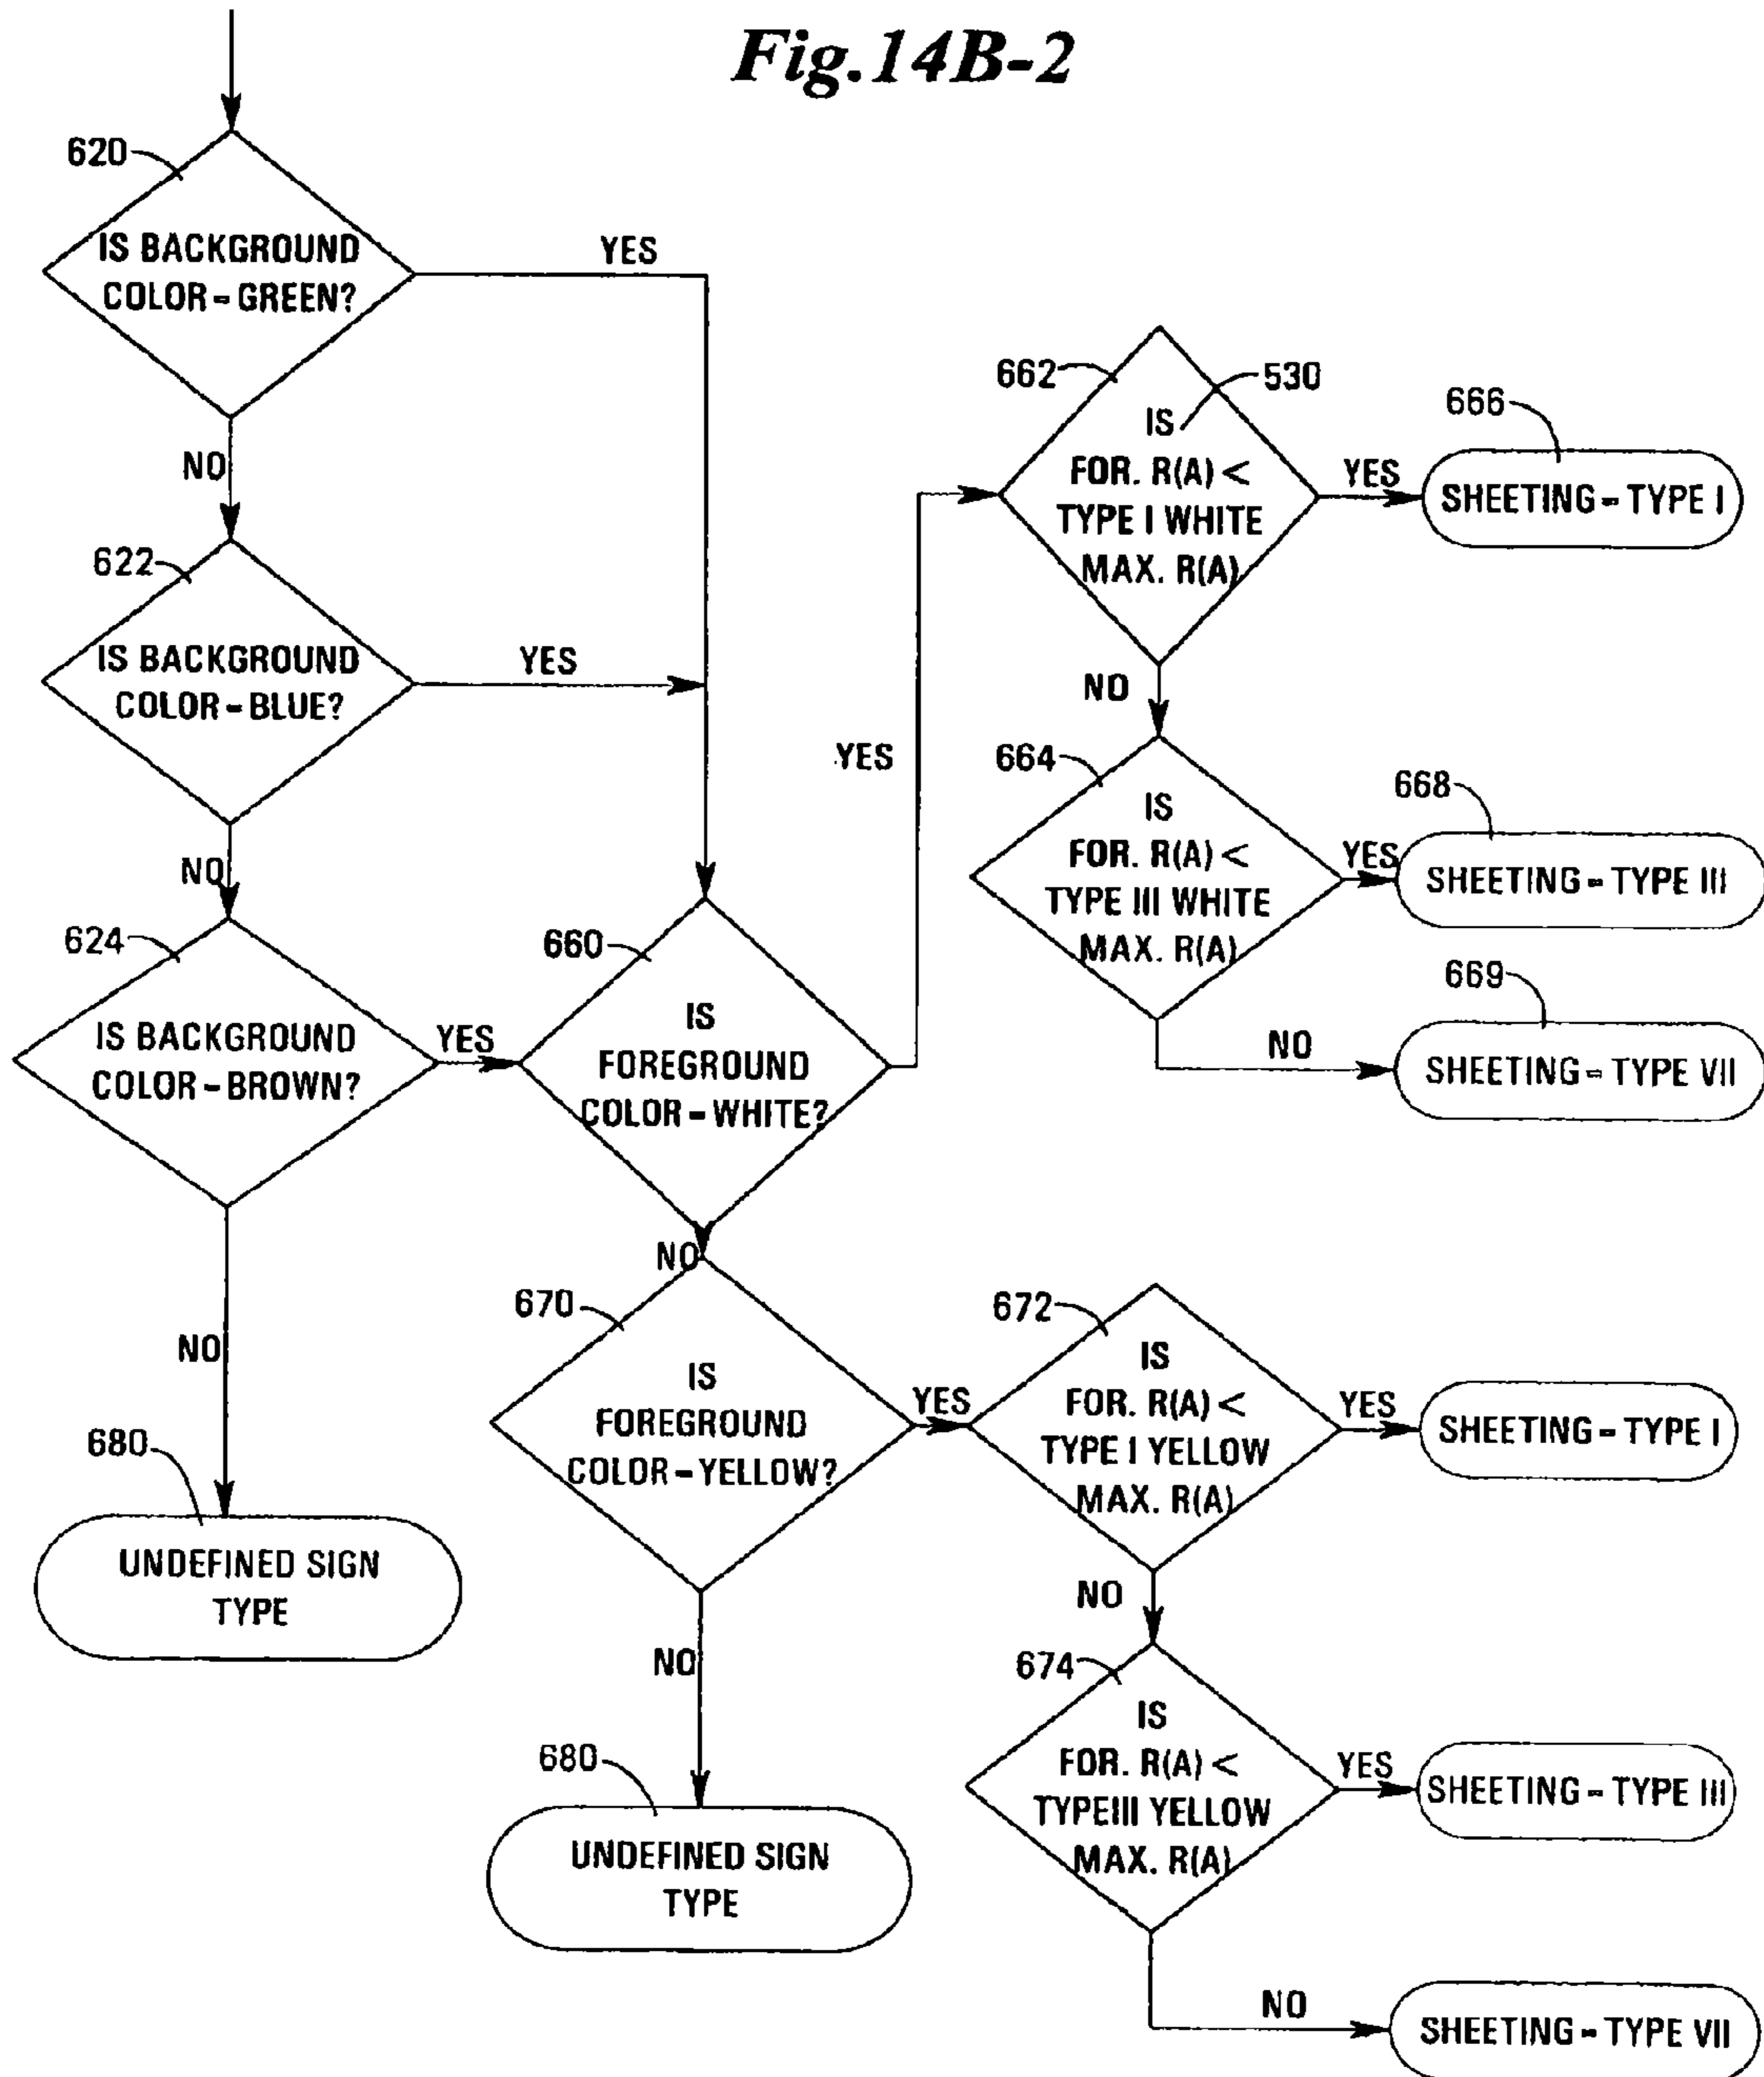 Fig.14B-2
620
IS BACKGROUND
COLOR = GREEN?
YES
NO
622
IS BACKGROUND
COLOR = BLUE?
YES
NO
624
IS BACKGROUND
COLOR = BROWN?
YES
NO
680
UNDEFINED SIGN
TYPE
660
IS
FOREGROUND
COLOR = WHITE?
YES
NO
662
530
IS
FOR. R(A) <
TYPE I WHITE
MAX. R(A)
YES
666
SHEETING = TYPE I
NO
664
IS
FOR. R(A) <
TYPE III WHITE
MAX. R(A)
YES
668
SHEETING = TYPE III
NO
669
SHEETING = TYPE VII
670
IS
FOREGROUND
COLOR = YELLOW?
YES
NO
680
UNDEFINED SIGN
TYPE
672
IS
FOR. R(A) <
TYPE I YELLOW
MAX. R(A)
YES
SHEETING = TYPE I
NO
674
IS
FOR. R(A) <
TYPEIII YELLOW
MAX. R(A)
YES
SHEETING = TYPE III
NO
SHEETING = TYPE VII